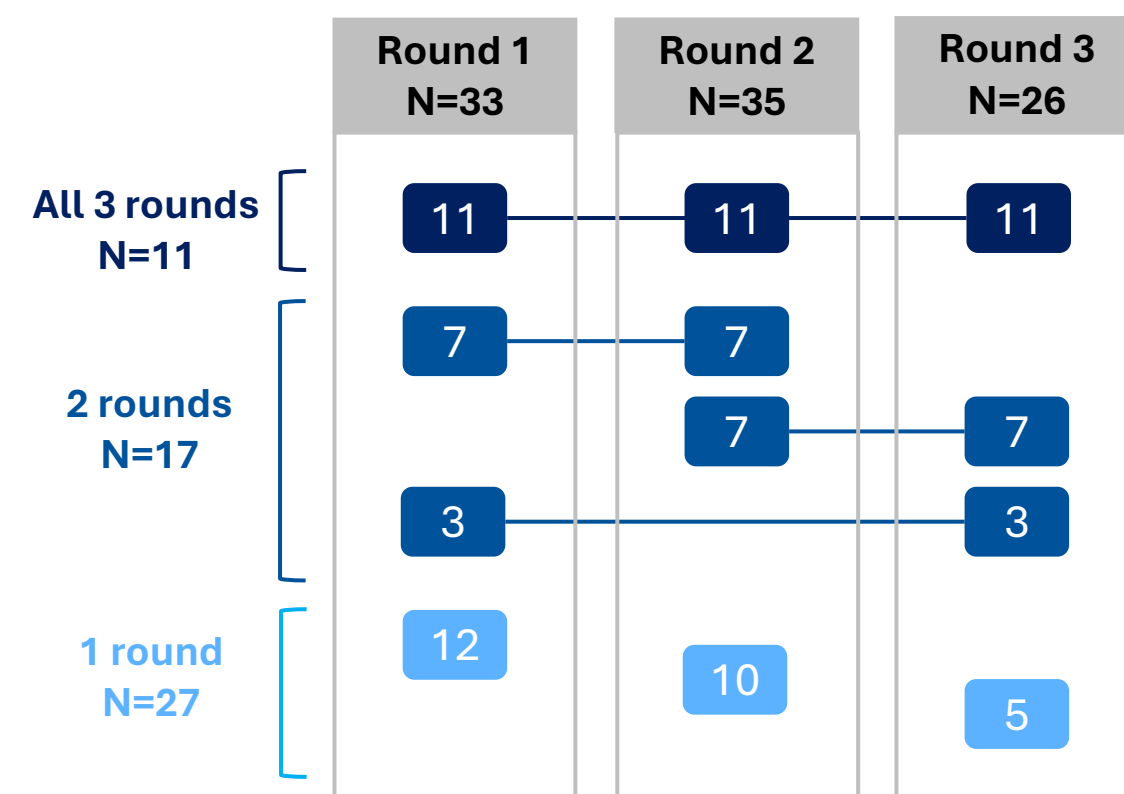 Round 1
N=33
Round 2
N=35
Round 3
N=26
All 3 rounds
N=11
11
11
11
2 rounds
N=17
7
7
7
7
3
3
1 round
N=27
12
10
5